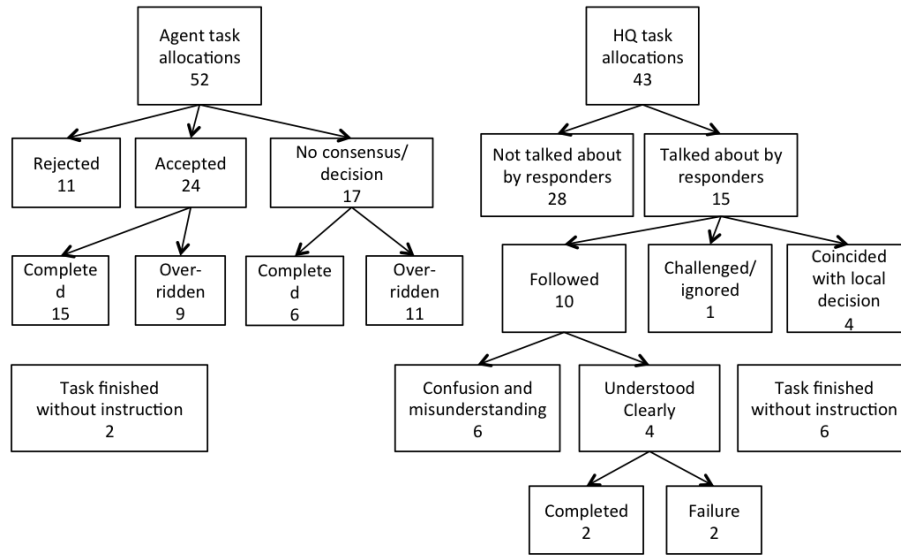 Agent task
allocations
52
HQ task
allocations
43
Rejected
11
Accepted
24
No consensus/
decision
17
Not talked about
by responders
28
Talked about by
responders
15
Complete
d
15
Over-
ridden
9
Complete
d
6
Over-
ridden
11
Followed
10
Challenged/
ignored
1
Coincided
with local
decision
4
Task finished
without instruction
2
Confusion and
misunderstanding
6
Understood
Clearly
4
Task finished
without instruction
6
Completed
2
Failure
2